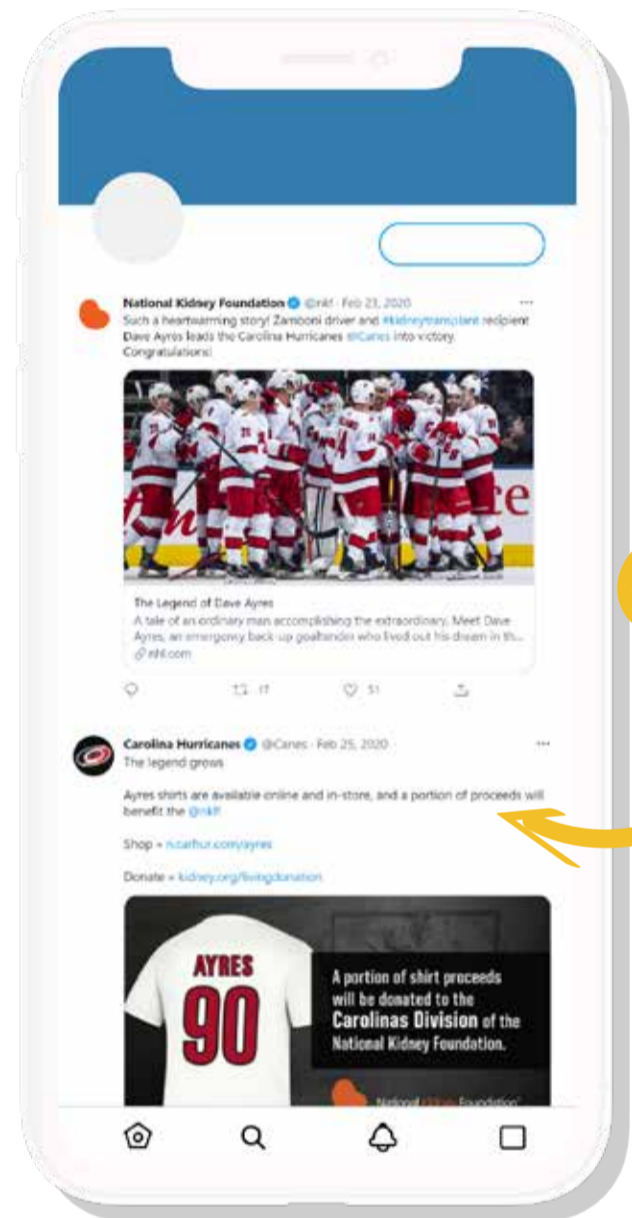 National Kidney Foundation @nkf · Feb 23, 2020
Such a heartwarming story! Zamboni driver and #kidneytransplant recipient
Dave Ayres leads the Carolina Hurricanes @Canes into victory.
Congratulations!
The Legend of Dave Ayres
A tale of an ordinary man accomplishing the extraordinary. Meet Dave
Ayres, an emergency back-up goaltender who lived out his dream in th...
nhl.com
17 51
Carolina Hurricanes @Canes · Feb 25, 2020
The legend grows
Ayres shirts are available online and in-store, and a portion of proceeds will
benefit the @nkf!
Shop » n.carhur.com/ayres
Donate » kidney.org/livingdonation
AYRES
90
A portion of shirt proceeds
will be donated to the
Carolinas Division of the
National Kidney Foundation.
National Kidney Foundation